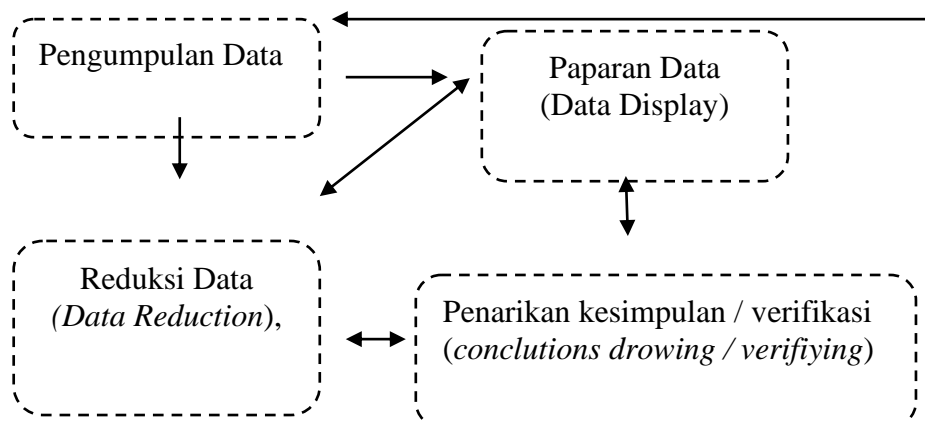 Pengumpulan Data
Paparan Data
(Data Display)
Reduksi Data
(Data Reduction),
Penarikan kesimpulan / verifikasi
(conclutions drowing / verifiying)